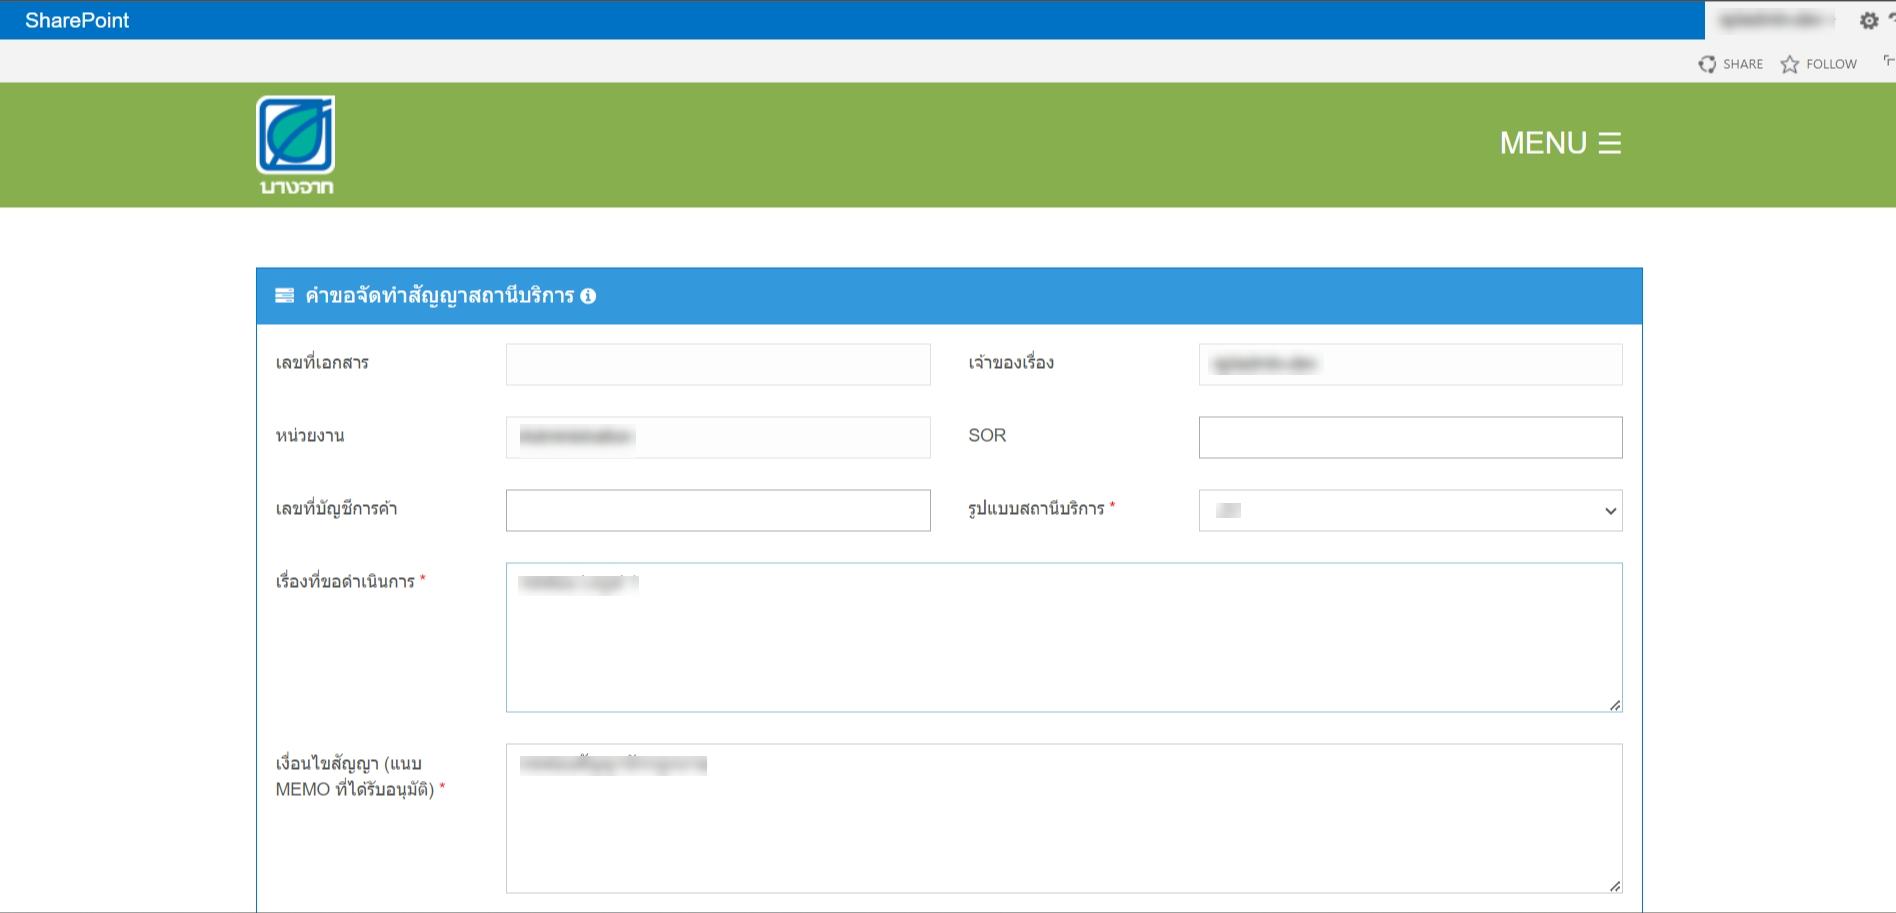 SharePoint
SHARE FOLLOW
บางจาก
MENU
คำขอจัดทำสัญญาสถานีบริการ
เลขที่เอกสาร
เจ้าของเรื่อง
หน่วยงาน
SOR
เลขที่บัญชีการค้า
รูปแบบสถานีบริการ *
เรื่องที่ขอดำเนินการ *
เงื่อนไขสัญญา (แนบ
MEMO ที่ได้รับอนุมัติ) *